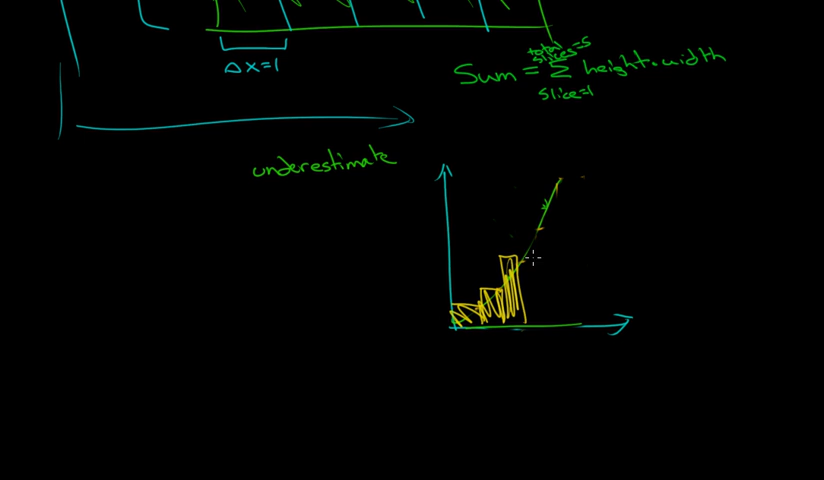 Δx=1
total
slices=5
Sum = Σ height·width
slice=1
underestimate